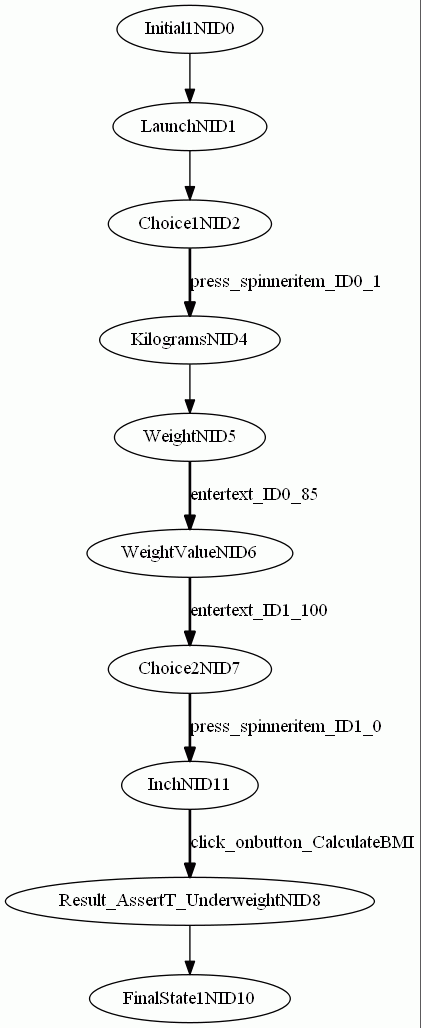 Initial1NID0
LaunchNID1
Choice1NID2
press_spinneritem_ID0_1
KilogramsNID4
WeightNID5
entertext_ID0_85
WeightValueNID6
entertext_ID1_100
Choice2NID7
press_spinneritem_ID1_0
InchNID11
click_onbutton_CalculateBMI
Result_AssertT_UnderweightNID8
FinalState1NID10